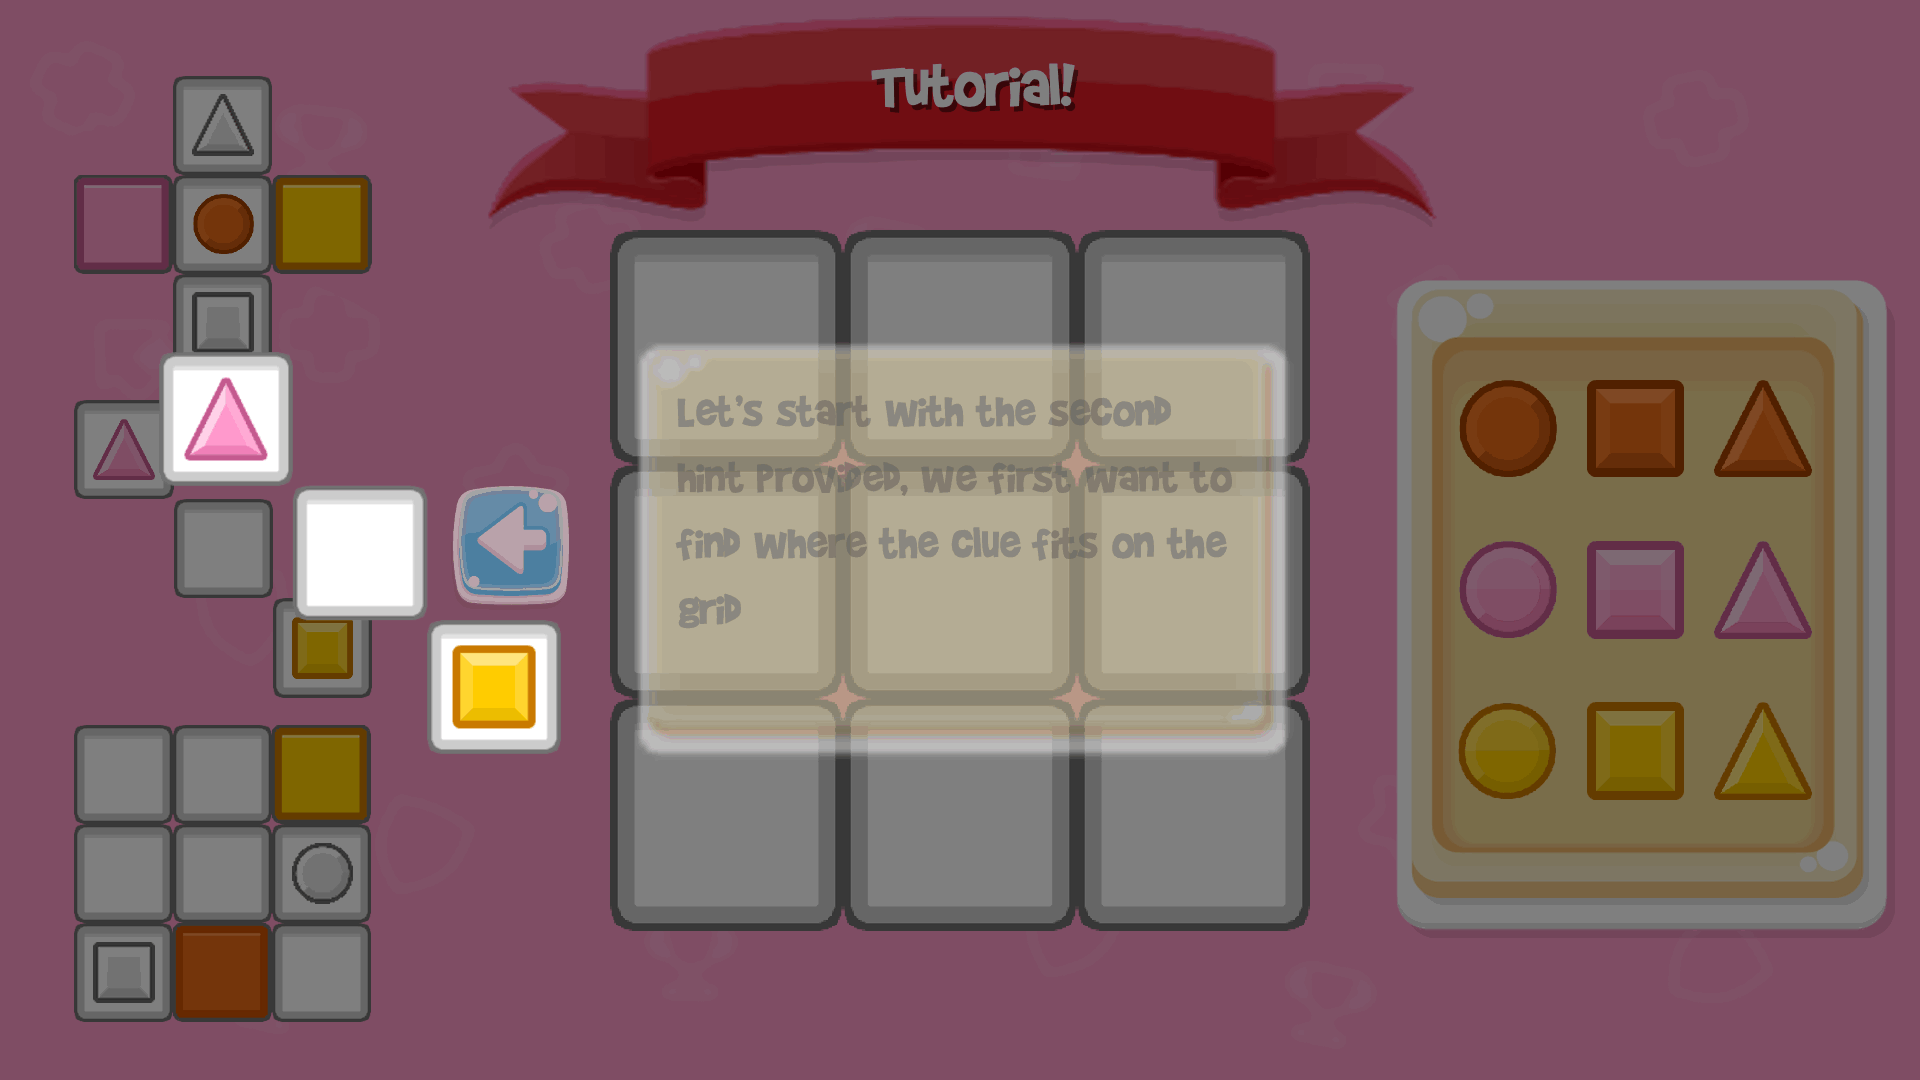 Tutorial!
Let's start with the second
hint provided, we first want to
find where the clue fits on the
grid